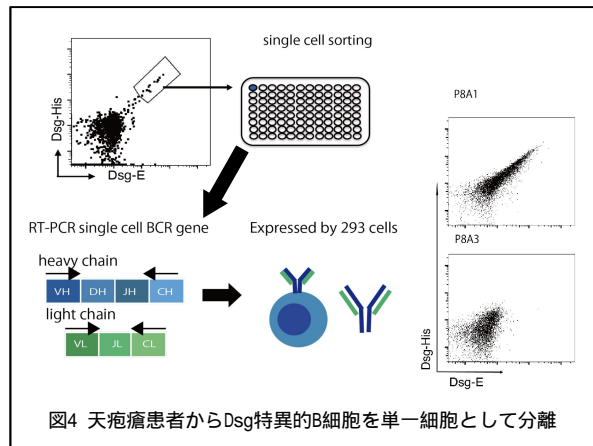 single cell sorting
Dsg-His
Dsg-E
RT-PCR single cell BCR gene
heavy chain
VH DH JH CH
light chain
VL JL CL
Expressed by 293 cells
P8A1
P8A3
Dsg-His
Dsg-E
図4 天疱瘡患者からDsg特異的B細胞を単一細胞として分離